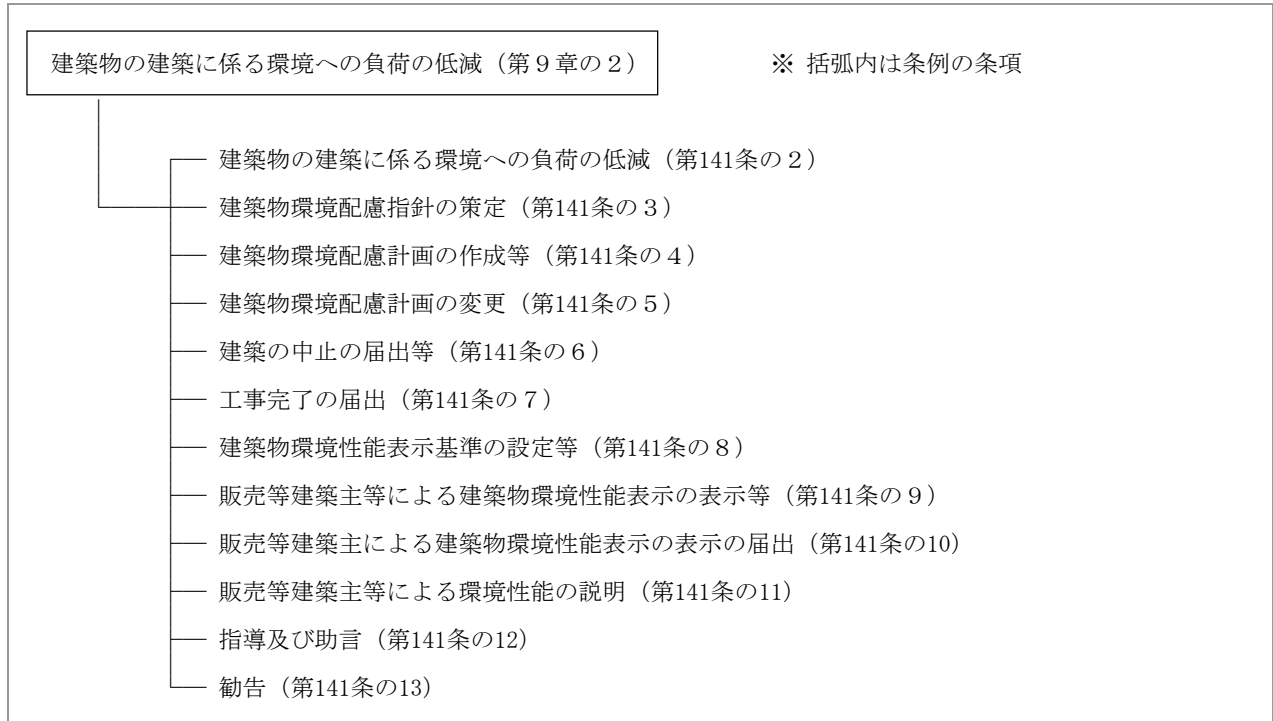 建築物の建築に係る環境への負荷の低減（第９章の２）　※ 括弧内は条例の条項
建築物の建築に係る環境への負荷の低減（第141条の２）
建築物環境配慮指針の策定（第141条の３）
建築物環境配慮計画の作成等（第141条の４）
建築物環境配慮計画の変更（第141条の５）
建築の中止の届出等（第141条の６）
工事完了の届出（第141条の７）
建築物環境性能表示基準の設定等（第141条の８）
販売等建築主等による建築物環境性能表示の表示等（第141条の９）
販売等建築主による建築物環境性能表示の表示の届出（第141条の10）
販売等建築主等による環境性能の説明（第141条の11）
指導及び助言（第141条の12）
勧告（第141条の13）